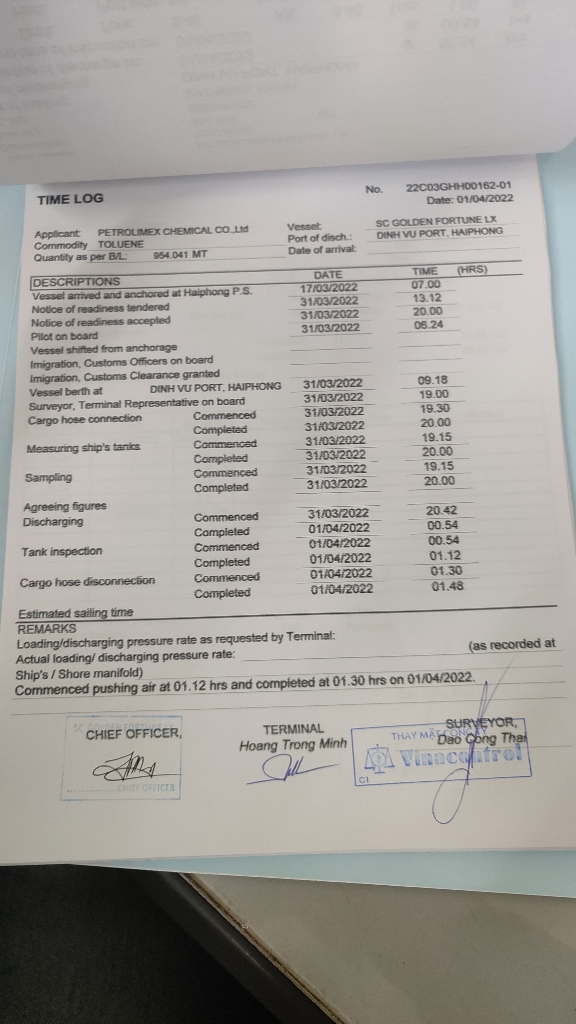 TIME LOG
No. 22C03GHH00162-01
Date: 01/04/2022
Applicant: PETROLIMEX CHEMICAL CO.,Ltd Vessel: SC GOLDEN FORTUNE LX
Commodity TOLUENE Port of disch.: DINH VU PORT, HAIPHONG
Quantity as per B/L: 954.041 MT Date of arrival:
DESCRIPTIONS DATE TIME (HRS)
Vessel arrived and anchored at Haiphong P.S. 17/03/2022 07.00
Notice of readiness tendered 31/03/2022 13.12
Notice of readiness accepted 31/03/2022 20.00
Pilot on board 31/03/2022 06.24
Vessel shifted from anchorage
Imigration, Customs Officers on board
Imigration, Customs Clearance granted
Vessel berth at DINH VU PORT, HAIPHONG 31/03/2022 09.18
Surveyor, Terminal Representative on board 31/03/2022 19.00
Cargo hose connection Commenced 31/03/2022 19.30
Completed 31/03/2022 20.00
Measuring ship's tanks Commenced 31/03/2022 19.15
Completed 31/03/2022 20.00
Sampling Commenced 31/03/2022 19.15
Completed 31/03/2022 20.00
Agreeing figures
Discharging Commenced 31/03/2022 20.42
Completed 01/04/2022 00.54
Tank inspection Commenced 01/04/2022 00.54
Completed 01/04/2022 01.12
Cargo hose disconnection Commenced 01/04/2022 01.30
Completed 01/04/2022 01.48
Estimated sailing time
REMARKS
Loading/discharging pressure rate as requested by Terminal:
Actual loading/ discharging pressure rate: (as recorded at
Ship's / Shore manifold)
Commenced pushing air at 01.12 hrs and completed at 01.30 hrs on 01/04/2022.
SC GOLDEN FORTUNE LX
CHIEF OFFICER, TERMINAL SURVEYOR,
Hoang Trong Minh Dao Cong Thai
THAY MẶT CÔNG TY
Vinacontrol
CI
CHIEF OFFICER